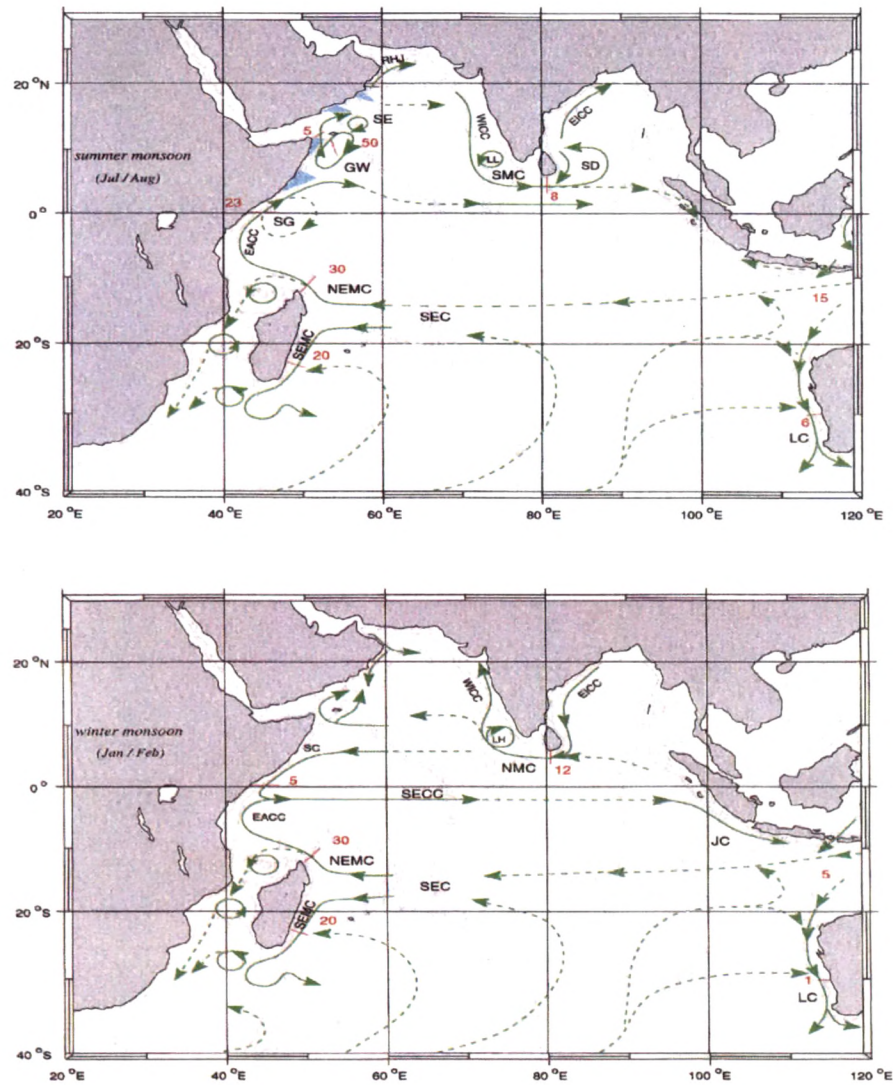 20 °N
0°
20 °S
40 °S
20 °E
40 °E
60 °E
80 °E
100 °E
120 °E
summer monsoon
(Jul / Aug)
RHJ
SE
5
50
GW
WICC
EICC
LL
SD
SMC
8
23
SG
EACC
30
NEMC
SEC
15
SEMC
20
6
LC
20 °N
0°
20 °S
40 °S
20 °E
40 °E
60 °E
80 °E
100 °E
120 °E
winter monsoon
(Jan / Feb)
WICC
EICC
LH
SC
NMC
12
5
SECC
EACC
JC
30
NEMC
SEC
5
SEMC
20
1
LC